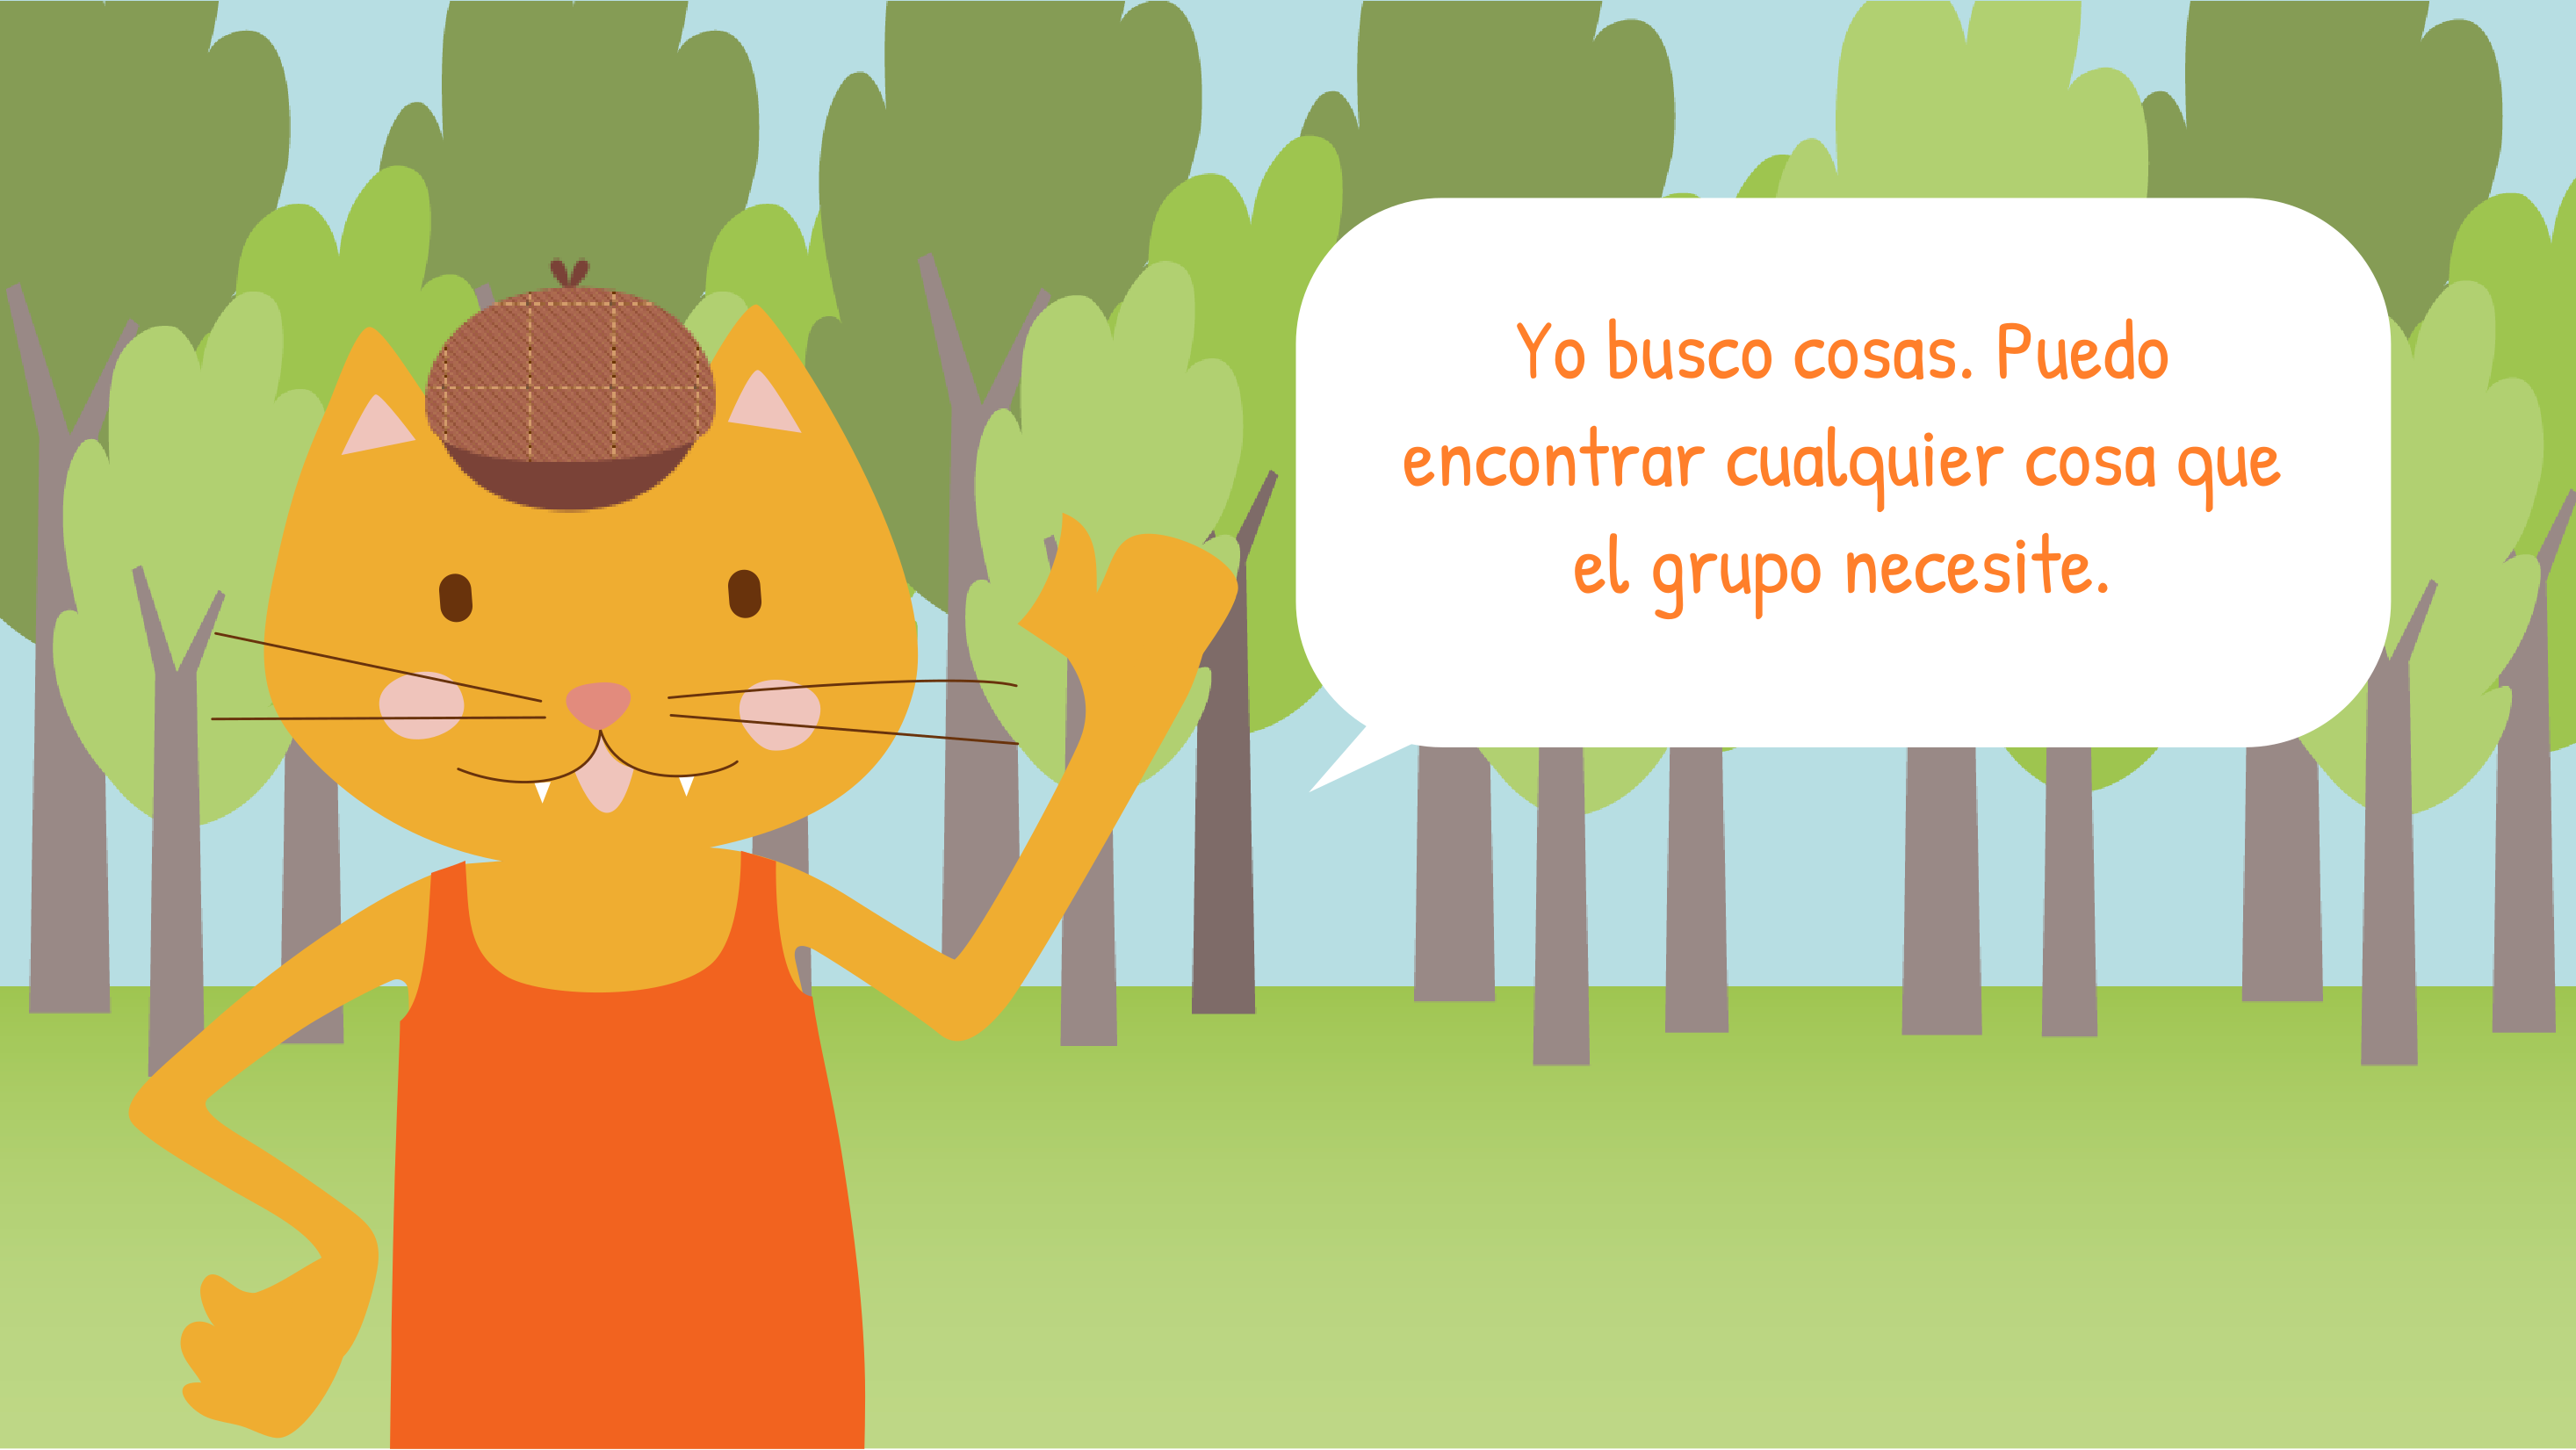 Yo busco cosas. Puedo
encontrar cualquier cosa que
el grupo necesite.